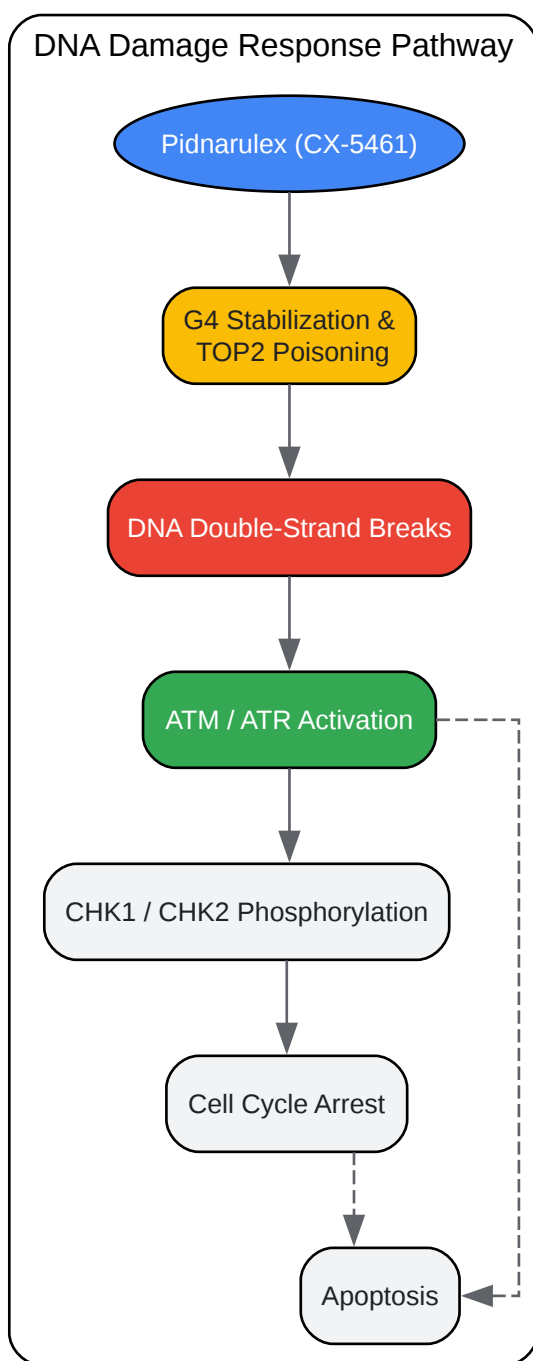 DNA Damage Response Pathway
Pidnarulex (CX-5461)
G4 Stabilization &
TOP2 Poisoning
DNA Double-Strand Breaks
ATM / ATR Activation
CHK1 / CHK2 Phosphorylation
Cell Cycle Arrest
Apoptosis